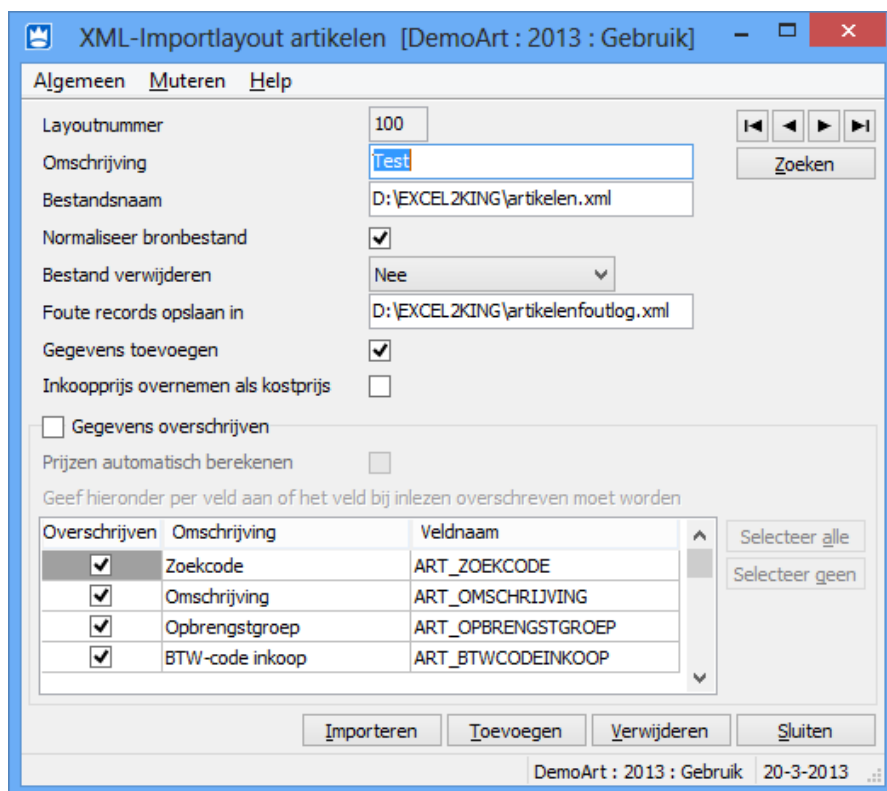 XML-Importlayout artikelen [DemoArt : 2013 : Gebruik]
Algemeen Muteren Help
Layoutnummer 100
Omschrijving Test Zoeken
Bestandsnaam D:\EXCEL2KING\artikelen.xml
Normaliseer bronbestand
Bestand verwijderen Nee
Foute records opslaan in D:\EXCEL2KING\artikelenfoutlog.xml
Gegevens toevoegen
Inkoopprijs overnemen als kostprijs
Gegevens overschrijven
Prijzen automatisch berekenen
Geef hieronder per veld aan of het veld bij inlezen overschreven moet worden
Overschrijven Omschrijving Veldnaam Selecteer alle
Zoekcode ART_ZOEKCODE Selecteer geen
Omschrijving ART_OMSCHRIJVING
Opbrengstgroep ART_OPBRENGSTGROEP
BTW-code inkoop ART_BTWCODEINKOOP
Importeren Toevoegen Verwijderen Sluiten
DemoArt : 2013 : Gebruik 20-3-2013